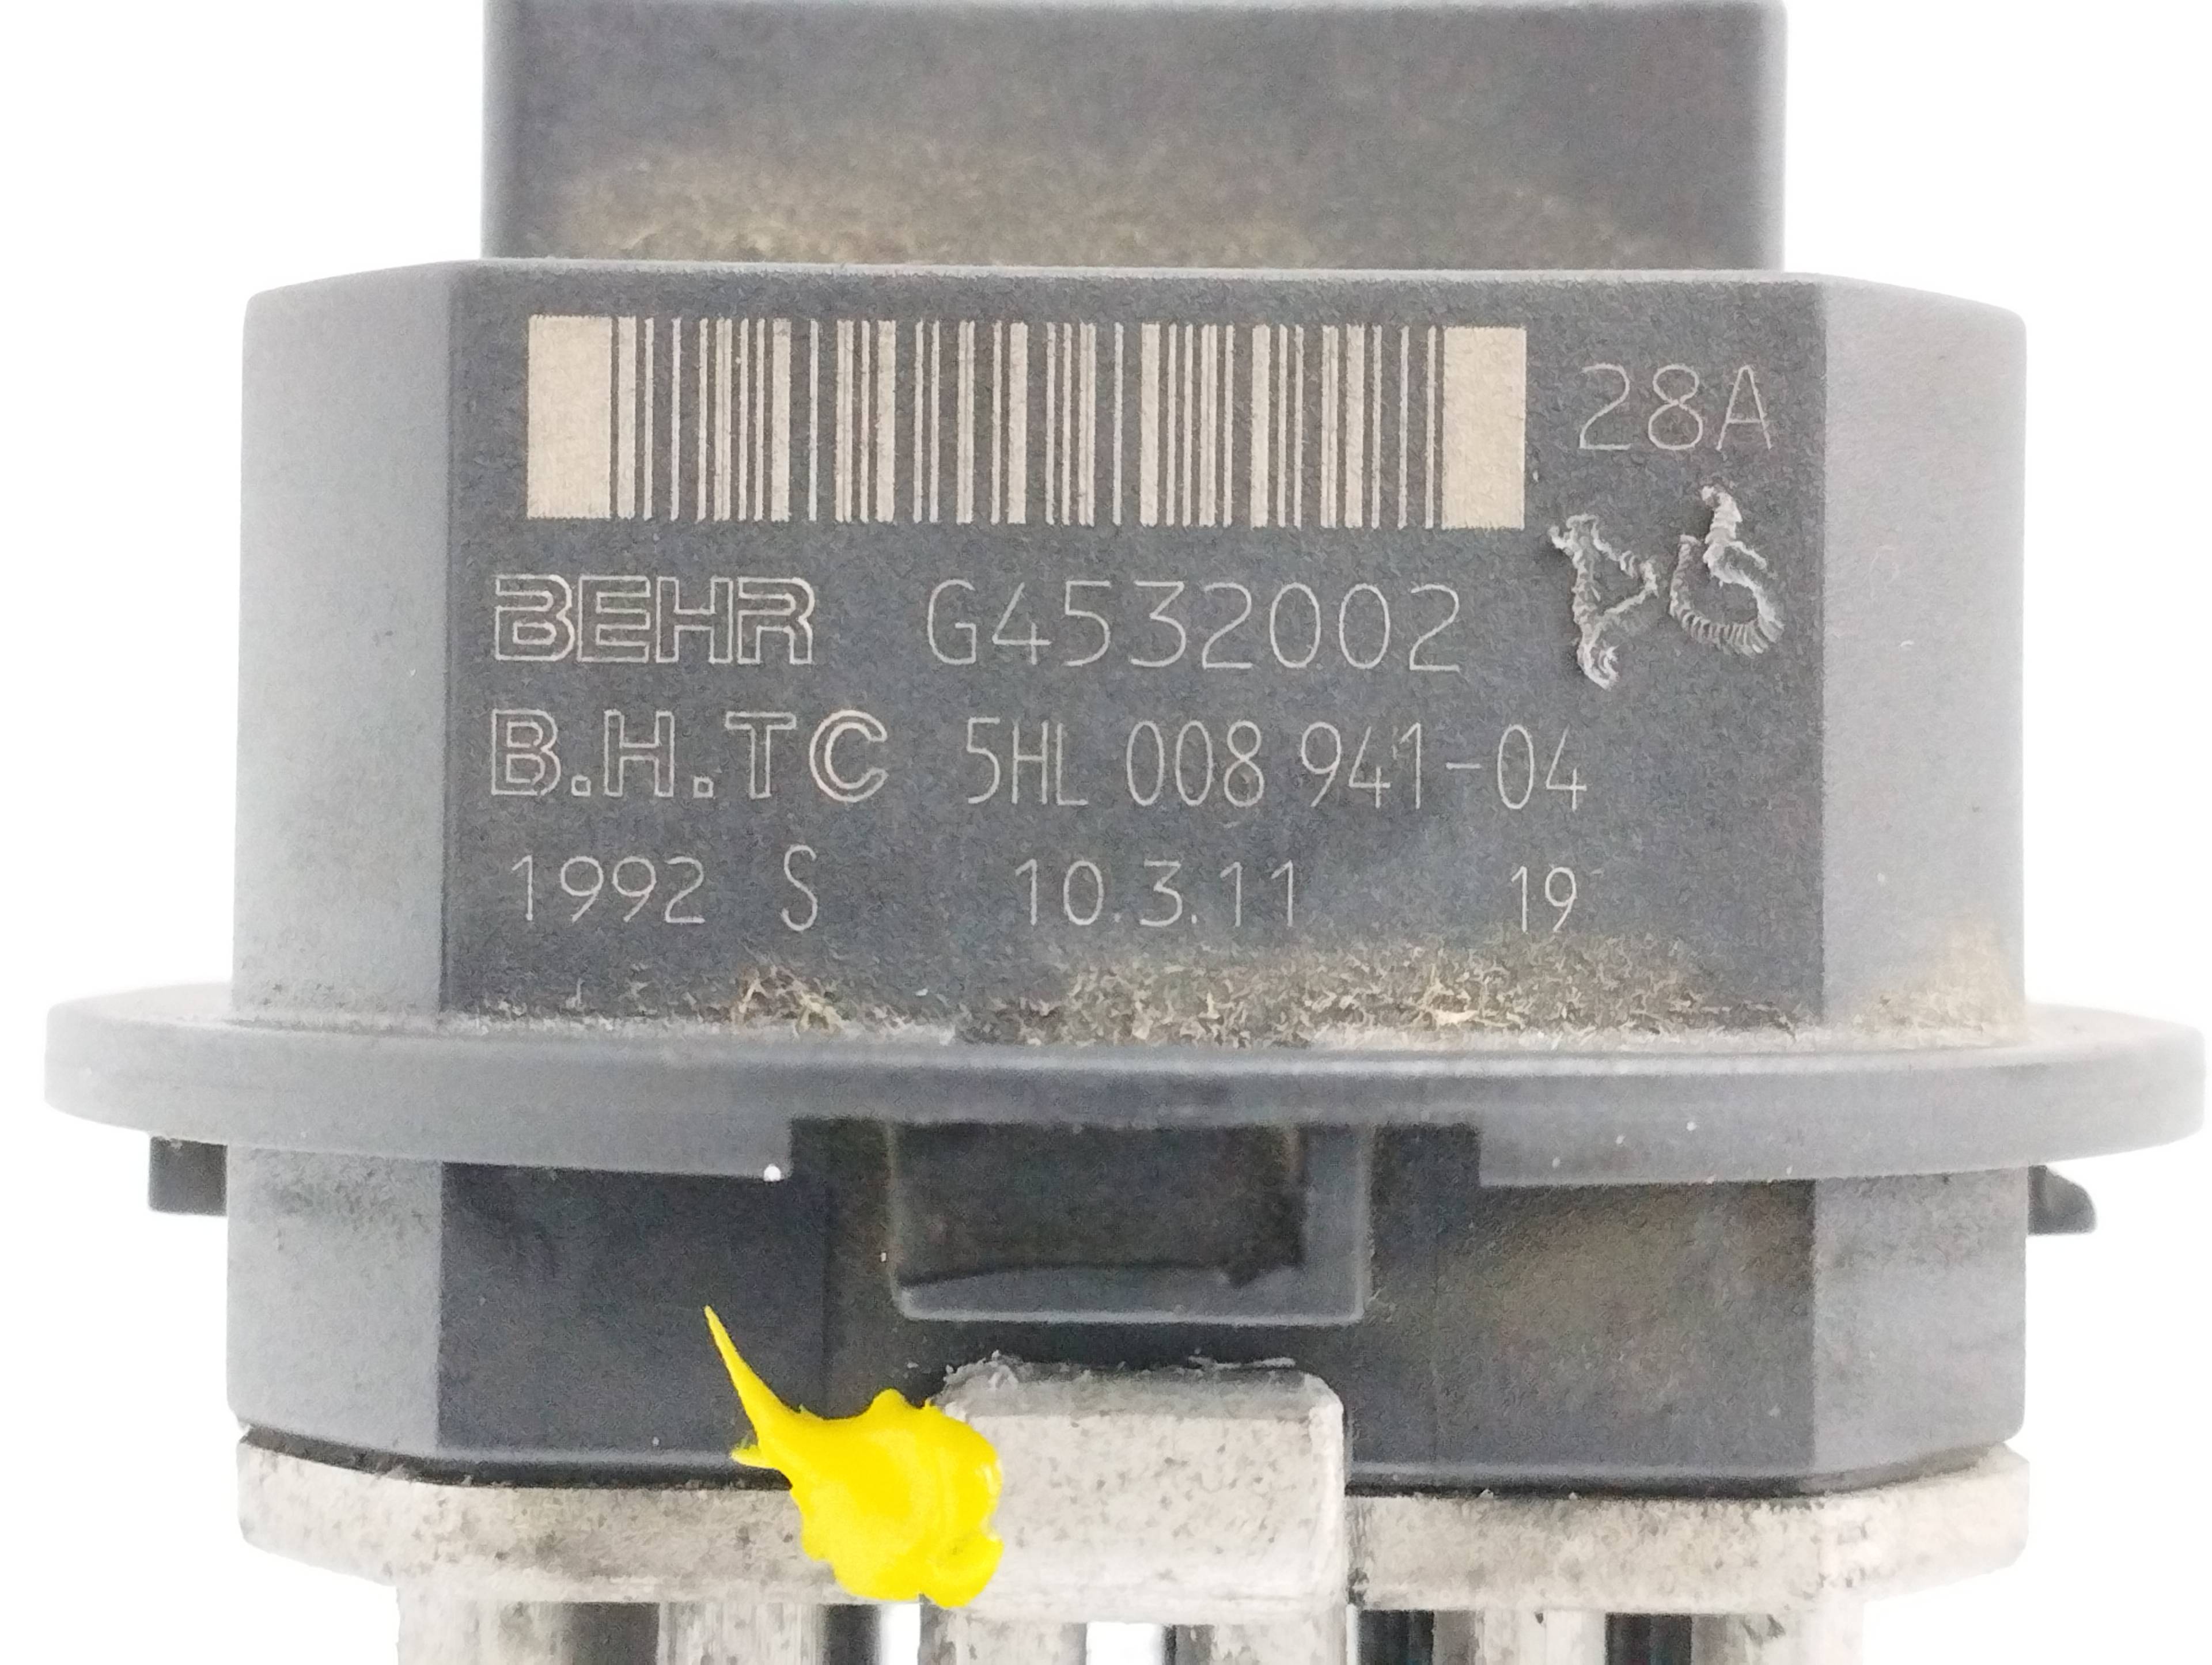 28A
BEHR G4532002
B.H.TC 5HL 008 941-04
1992 S 10.3.11 19